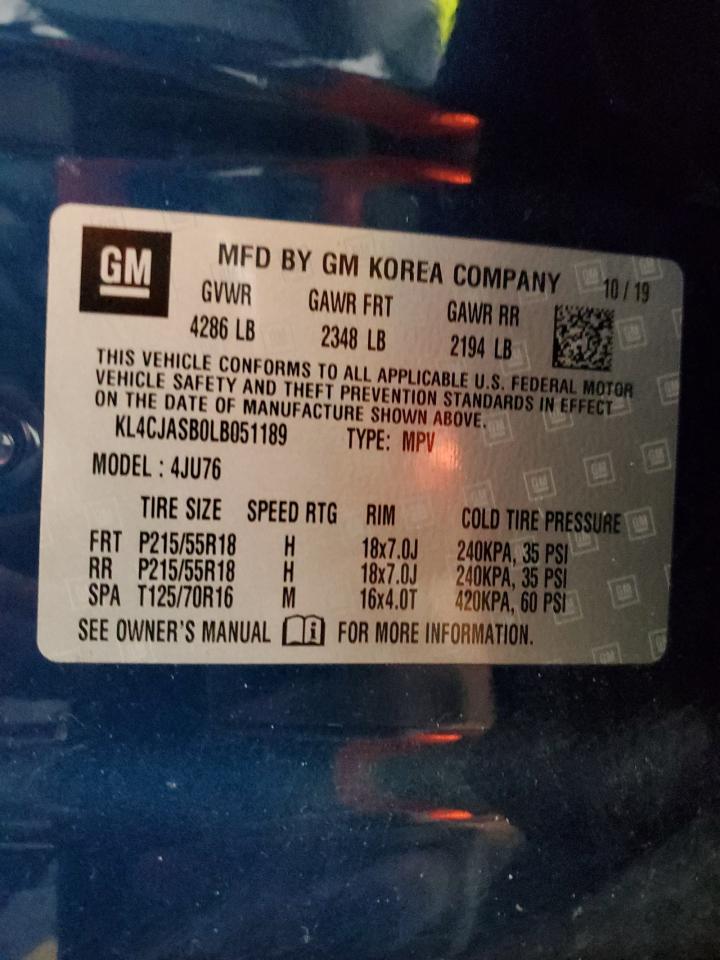 GM
MFD BY GM KOREA COMPANY 10 / 19
GVWR GAWR FRT GAWR RR
4286 LB 2348 LB 2194 LB
THIS VEHICLE CONFORMS TO ALL APPLICABLE U.S. FEDERAL MOTOR
VEHICLE SAFETY AND THEFT PREVENTION STANDARDS IN EFFECT
ON THE DATE OF MANUFACTURE SHOWN ABOVE.
KL4CJASB0LB051189 TYPE: MPV
MODEL : 4JU76
TIRE SIZE SPEED RTG RIM COLD TIRE PRESSURE
FRT P215/55R18 H 18x7.0J 240KPA, 35 PSI
RR P215/55R18 H 18x7.0J 240KPA, 35 PSI
SPA T125/70R16 M 16x4.0T 420KPA, 60 PSI
SEE OWNER'S MANUAL FOR MORE INFORMATION.